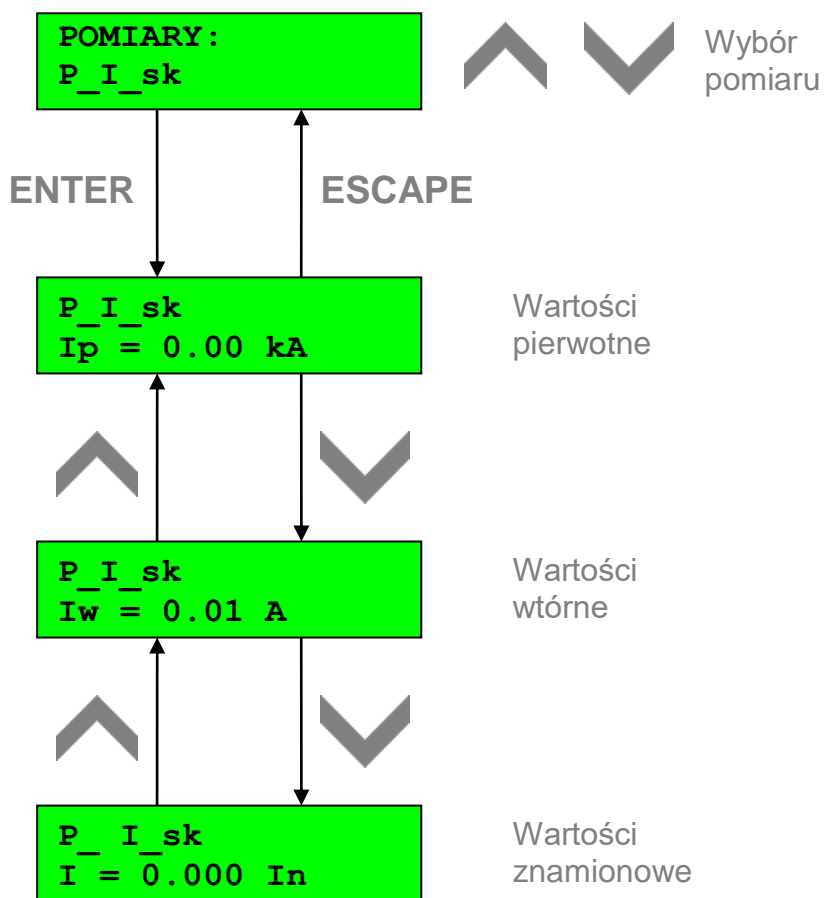 POMIARY:
P_I_sk
Wybór
pomiaru
ENTER
ESCAPE
P_I_sk
Ip = 0.00 kA
Wartości
pierwotne
P_I_sk
Iw = 0.01 A
Wartości
wtórne
P_ I_sk
I = 0.000 In
Wartości
znamionowe